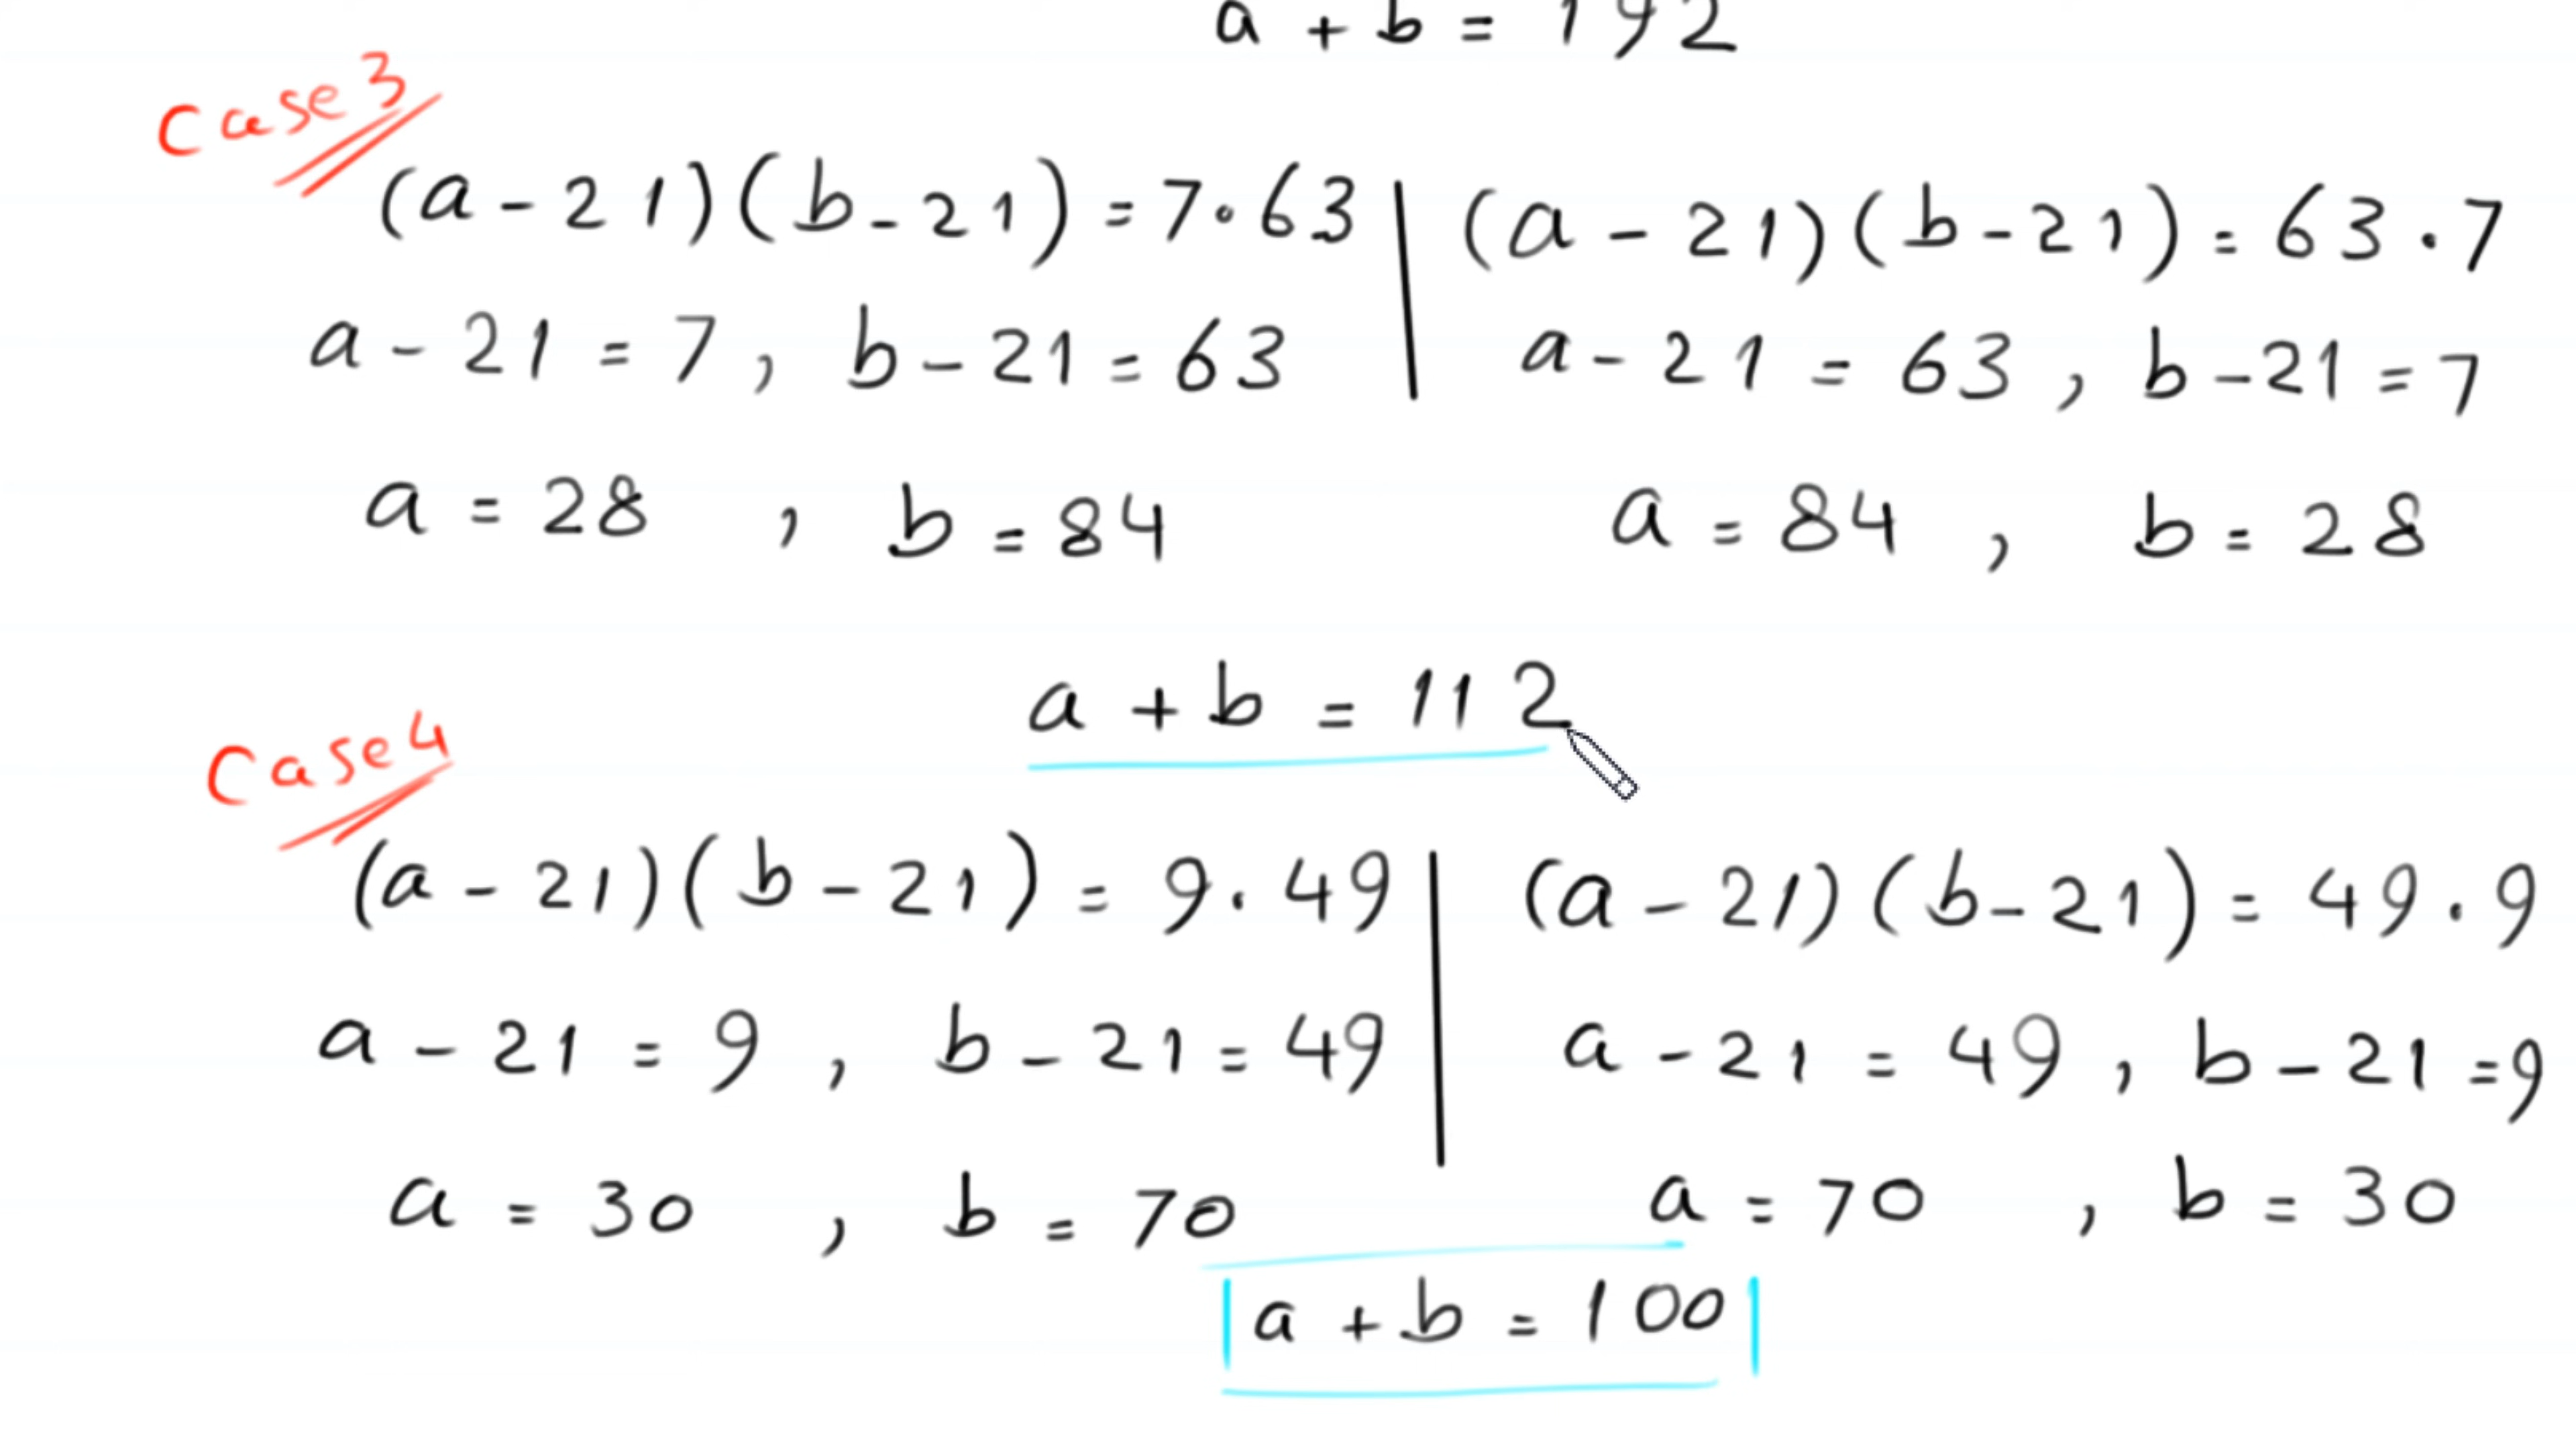 a + b = 192
Case 3
(a - 21)(b - 21) = 7·63 | (a - 21)(b - 21) = 63·7
a - 21 = 7, b - 21 = 63 | a - 21 = 63, b - 21 = 7
a = 28, b = 84 a = 84, b = 28
a + b = 112
Case 4
(a - 21)(b - 21) = 9·49 | (a - 21)(b - 21) = 49·9
a - 21 = 9, b - 21 = 49 | a - 21 = 49, b - 21 = 9
a = 30, b = 70 a = 70, b = 30
a + b = 100